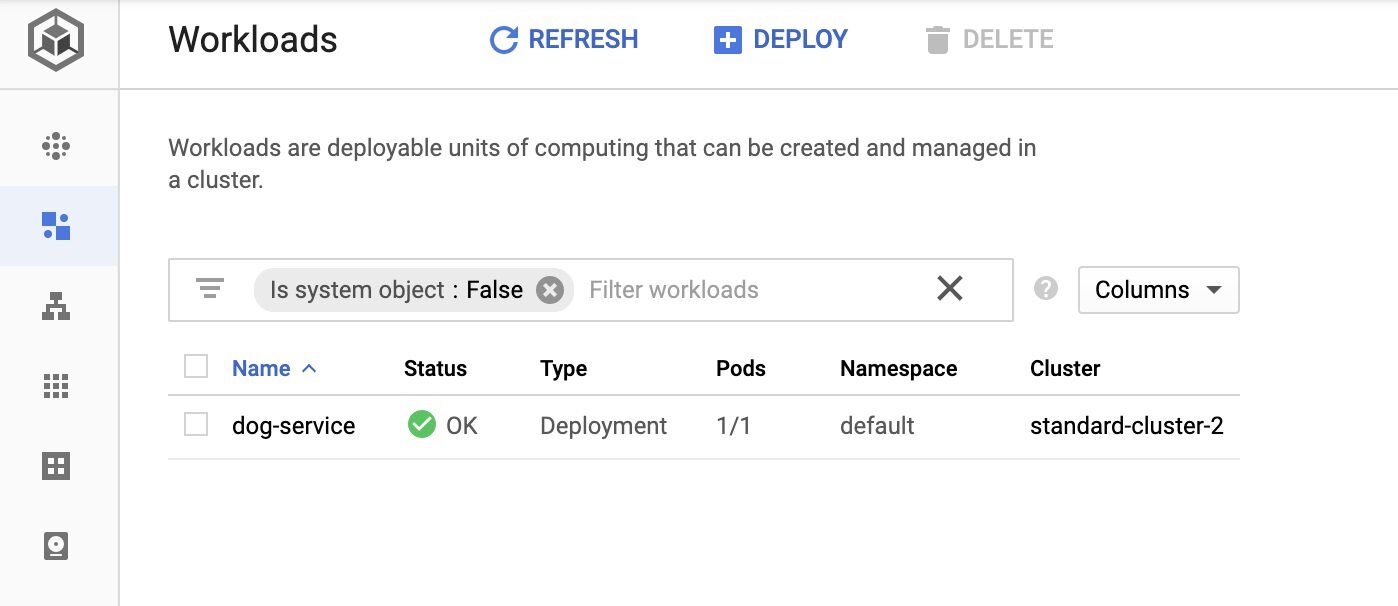 Workloads REFRESH DEPLOY DELETE
Workloads are deployable units of computing that can be created and managed in
a cluster.
Is system object : False Filter workloads ? Columns
Name Status Type Pods Namespace Cluster
dog-service OK Deployment 1/1 default standard-cluster-2